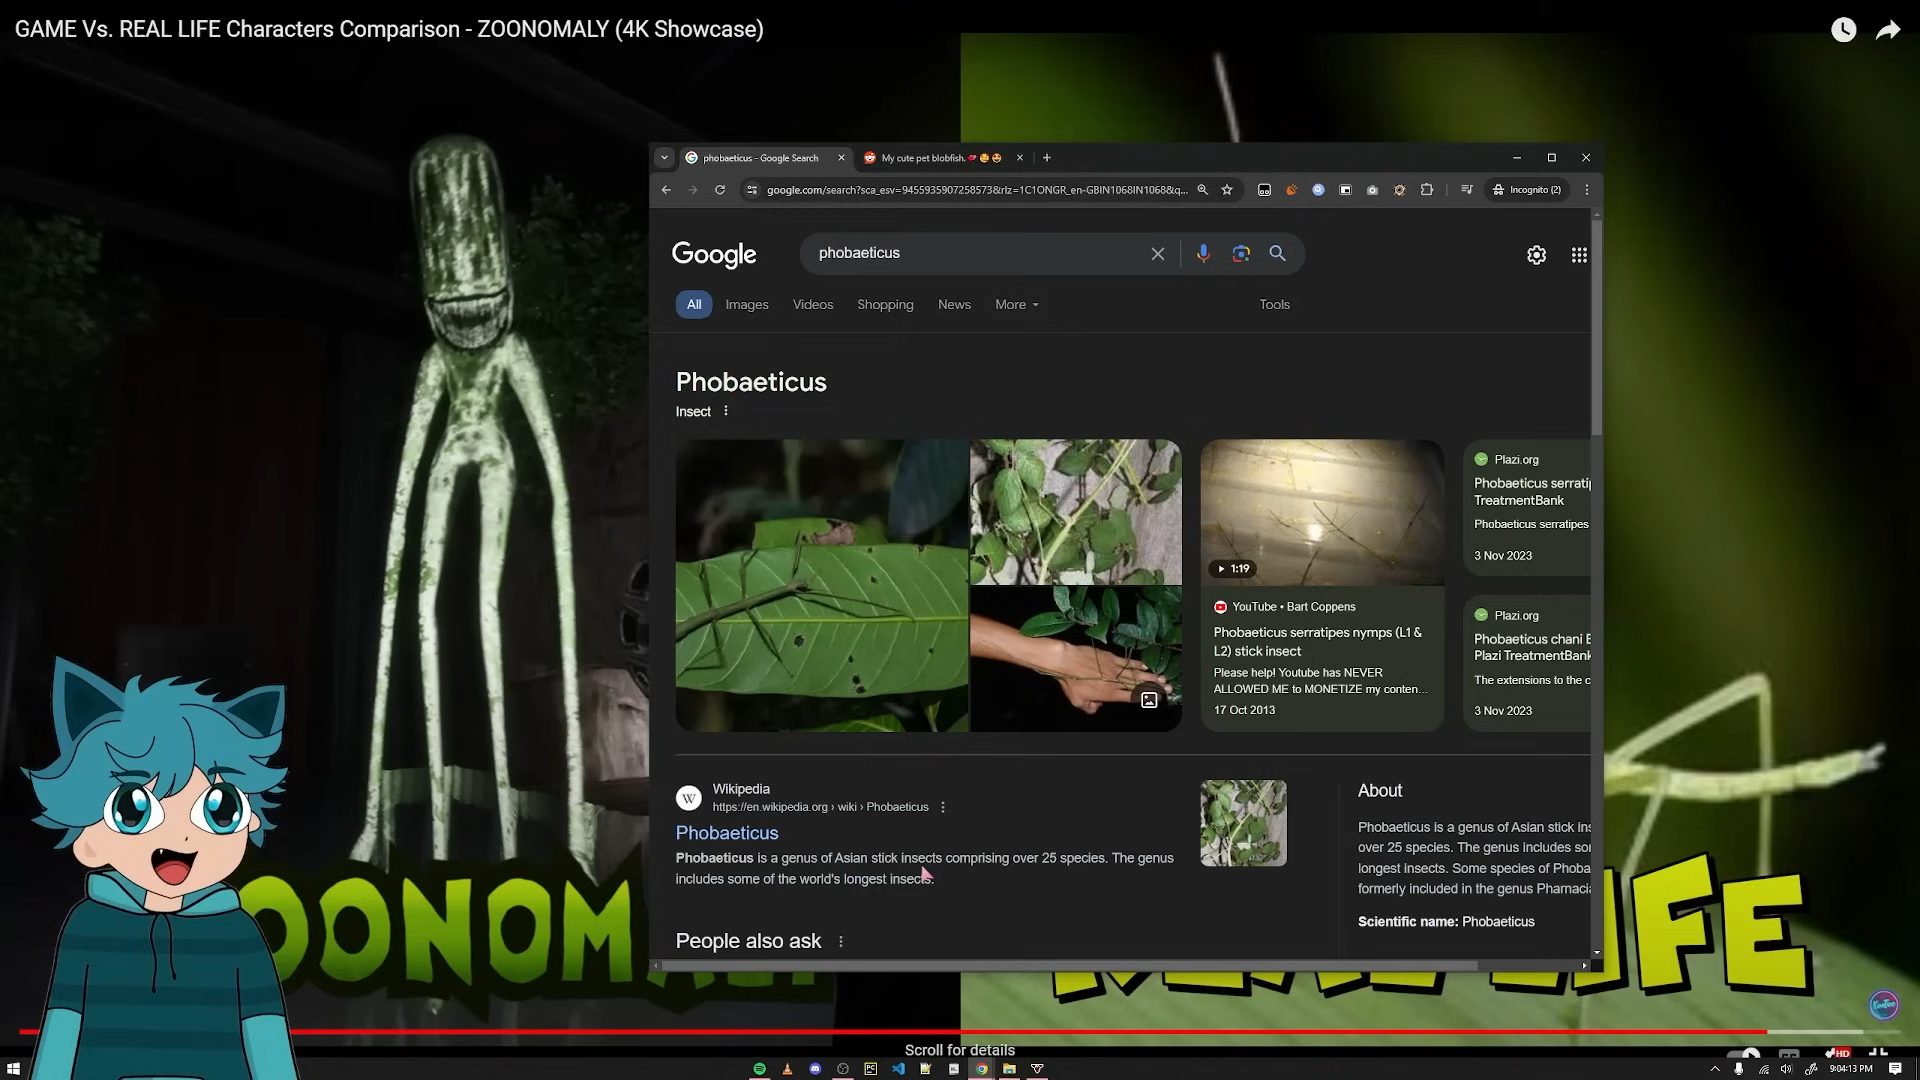 GAME Vs. REAL LIFE Characters Comparison - ZOONOMALY (4K Showcase)
phobaeticus - Google Search
My cute pet blobfish.
google.com/search?sca_esv=9455935907258573&rlz=1C1ONGR_en-GBIN1068IN1068&q...
Incognito (2)
Google
phobaeticus
All
Images
Videos
Shopping
News
More
Tools
Phobaeticus
Insect
1:19
YouTube • Bart Coppens
Phobaeticus serratipes nymps (L1 &
L2) stick insect
Please help! Youtube has NEVER
ALLOWED ME to MONETIZE my conten...
17 Oct 2013
Plazi.org
Phobaeticus serratip
TreatmentBank
Phobaeticus serratipes
3 Nov 2023
Plazi.org
Phobaeticus chani B
Plazi TreatmentBank
The extensions to the c
3 Nov 2023
W
Wikipedia
https://en.wikipedia.org › wiki › Phobaeticus
Phobaeticus
Phobaeticus is a genus of Asian stick insects comprising over 25 species. The genus
includes some of the world's longest insects.
People also ask
About
Phobaeticus is a genus of Asian stick ins
over 25 species. The genus includes so
longest insects. Some species of Phoba
formerly included in the genus Pharnacia
Scientific name: Phobaeticus
OONOM
IFE
Scroll for details
HD
9:04:13 PM